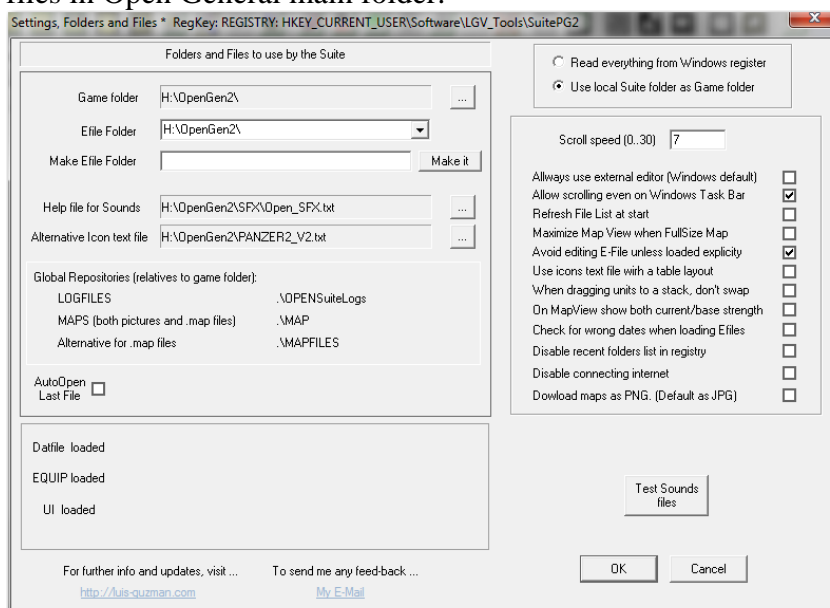 files in Open General main folder.
Settings, Folders and Files * RegKey: REGISTRY: HKEY_CURRENT_USER\Software\LGV_Tools\SuitePG2
Folders and Files to use by the Suite
Game folder H:\OpenGen2\ ...
Efile Folder H:\OpenGen2\
Make Efile Folder Make it
Help file for Sounds H:\OpenGen2\SFX\Open_SFX.txt ...
Alternative Icon text file H:\OpenGen2\PANZER2_V2.txt ...
Global Repositories (relatives to game folder):
LOGFILES .\OPENSuiteLogs
MAPS (both pictures and .map files) .\MAP
Alternative for .map files .\MAPFILES
AutoOpen
Last File
Datfile loaded
EQUIP loaded
UI loaded
For further info and updates, visit ... To send me any feed-back ...
http://luis-guzman.com My E-Mail
Read everything from Windows register
Use local Suite folder as Game folder
Scroll speed (0..30) 7
Allways use external editor (Windows default)
Allow scrolling even on Windows Task Bar
Refresh File List at start
Maximize Map View when FullSize Map
Avoid editing E-File unless loaded explicity
Use icons text file wirh a table layout
When dragging units to a stack, don't swap
On MapView show both current/base strength
Check for wrong dates when loading Efiles
Disable recent folders list in registry
Disable connecting internet
Dowload maps as PNG. (Default as JPG)
Test Sounds
files
OK Cancel